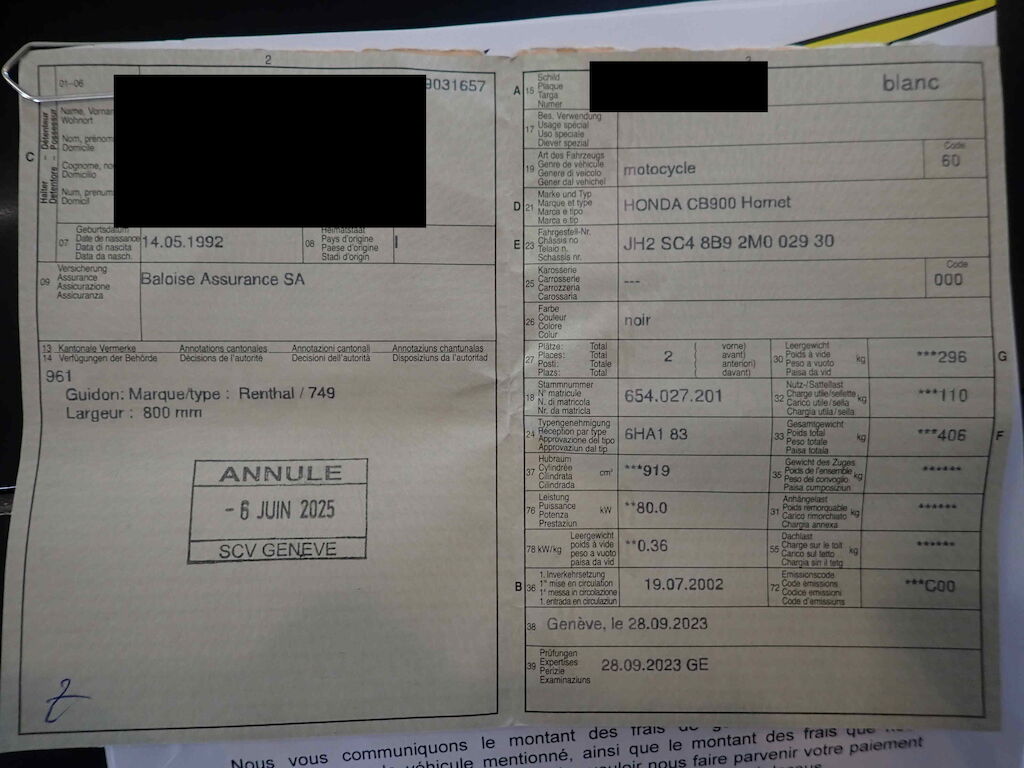 2
01-06
9031657
C
Halter - Détenteur
Detentore - Possessur
Name, Vornam
Wohnort
Nom, prénom
Domicile
Cognome, no
Domicilio
Num, prenum
Domicil
07
Geburtsdatum
Date de naissance
Data di nascita
Data da nasch.
14.05.1992
08
Heimatstaat
Pays d'origine
Paese d'origine
Stadi d'origin
09
Versicherung
Assurance
Assicurazione
Assicuranza
Baloise Assurance SA
13 Kantonale Vermerke Annotations cantonales Annotazioni cantonali Annotaziuns chantunalas
14 Verfügungen der Behörde Décisions de l'autorité Decisioni dell'autorità Disposiziuns da l'autoritad
961
Guidon: Marque/type : Renthal / 749
Largeur : 800 mm
ANNULE
- 6 JUIN 2025
SCV GENEVE
A
15
Schild
Plaque
Targa
Numer
blanc
17
Bes. Verwendung
Usage spécial
Uso speciale
Diever spezial
19
Art des Fahrzeugs
Genre de véhicule
Genere di veicolo
Gener dal vehichel
motocycle
Code
60
D
21
Marke und Typ
Marque et type
Marca e tipo
Marca e tip
HONDA CB900 Hornet
E
23
Fahrgestell-Nr.
Châssis no
Telaio n.
Schassis nr.
JH2 SC4 8B9 2M0 029 30
25
Karosserie
Carrosserie
Carrozzeria
Carossaria
---
Code
000
26
Farbe
Couleur
Colore
Colur
noir
27
Plätze: Total
Places: Total
Posti: Totale
Plazs: Total
2
vorne)
avant)
anteriori)
davant)
30
Leergewicht
Poids à vide
Peso a vuoto
Paisa da vid
kg
***296
G
18
Stammnummer
N° matricule
N. di matricola
Nr. da matricla
654.027.201
32
Nutz-/Sattellast
Charge utile/sellette
Carico utile/sella
Chargia utila/sella
kg
***110
24
Typengenehmigung
Réception par type
Approvazione del tipo
Approvaziun dal tip
6HA1 83
33
Gesamtgewicht
Poids total
Peso totale
Paisa totala
kg
***406
F
37
Hubraum
Cylindrée
Cilindrata
Cilindrada
cm³
***919
35
Gewicht des Zuges
Poids de l'ensemble
Peso del convoglio
Paisa cumposiziun
kg
******
76
Leistung
Puissance
Potenza
Prestaziun
kW
**80.0
31
Anhängelast
Poids remorquable
Carico rimorchiato
Chargia annexa
kg
******
78 kW/kg
Leergewicht
poids à vide
peso a vuoto
paisa da vid
**0.36
55
Dachlast
Charge sur le toit
Carico sul tetto
Chargia sin il tetg
kg
******
B
36
1. Inverkehrsetzung
1re mise en circulation
1a messa in circolazione
1. entrada en circulaziun
19.07.2002
72
Emissionscode
Code émissions
Codice emissioni
Code d'emissiuns
***C00
38
Genève, le 28.09.2023
39
Prüfungen
Expertises
Perizie
Examinaziuns
28.09.2023 GE
Nous vous communiquons le montant des frais de
véhicule mentionné, ainsi que le montant des frais que
vouloir nous faire parvenir votre paiement